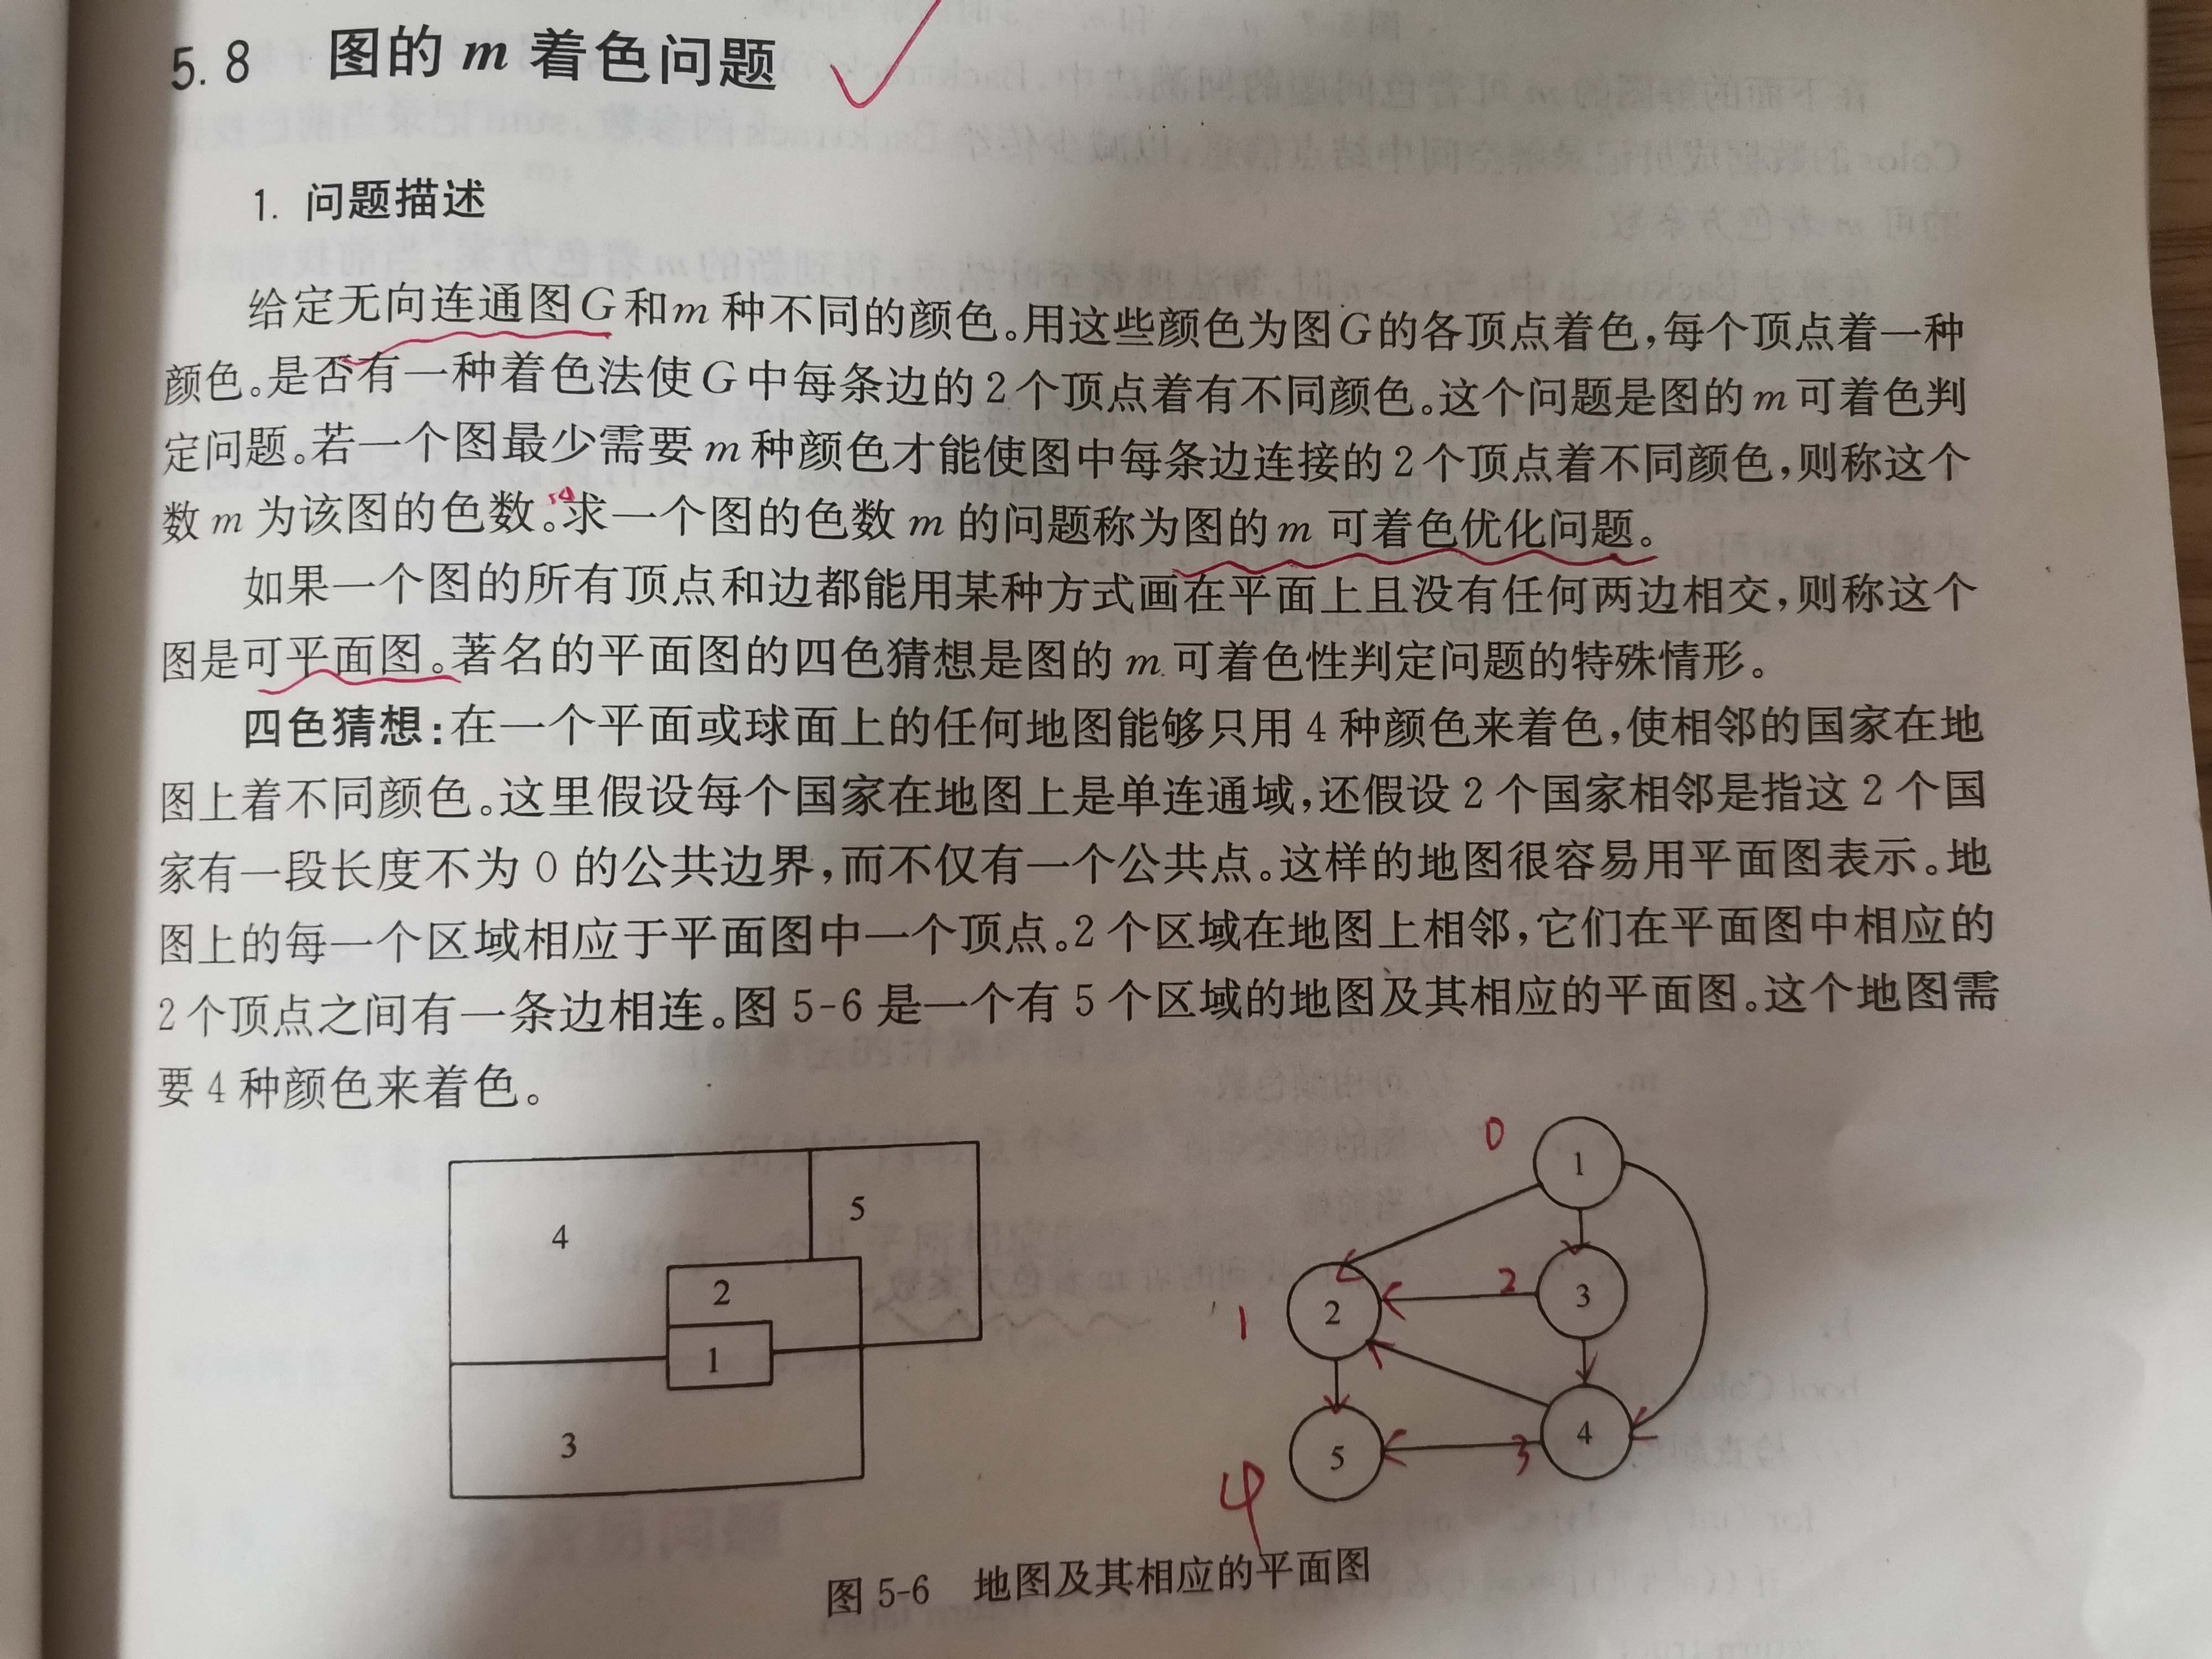 5.8 图的 m 着色问题
1. 问题描述
给定无向连通图G和m种不同的颜色。用这些颜色为图G的各顶点着色，每个顶点着一种
颜色。是否有一种着色法使G中每条边的2个顶点着有不同颜色。这个问题是图的m可着色判
定问题。若一个图最少需要m种颜色才能使图中每条边连接的2个顶点着不同颜色，则称这个
数m为该图的色数。求一个图的色数m的问题称为图的m可着色优化问题。
如果一个图的所有顶点和边都能用某种方式画在平面上且没有任何两边相交，则称这个
图是可平面图。著名的平面图的四色猜想是图的m可着色性判定问题的特殊情形。
四色猜想：在一个平面或球面上的任何地图能够只用4种颜色来着色，使相邻的国家在地
图上着不同颜色。这里假设每个国家在地图上是单连通域，还假设2个国家相邻是指这2个国
家有一段长度不为0的公共边界，而不仅有一个公共点。这样的地图很容易用平面图表示。地
图上的每一个区域相应于平面图中一个顶点。2个区域在地图上相邻，它们在平面图中相应的
2个顶点之间有一条边相连。图5-6是一个有5个区域的地图及其相应的平面图。这个地图需
要4种颜色来着色。
4
5
2
1
3
0
1
2
3
2
1
4
3
5
4
图5-6 地图及其相应的平面图